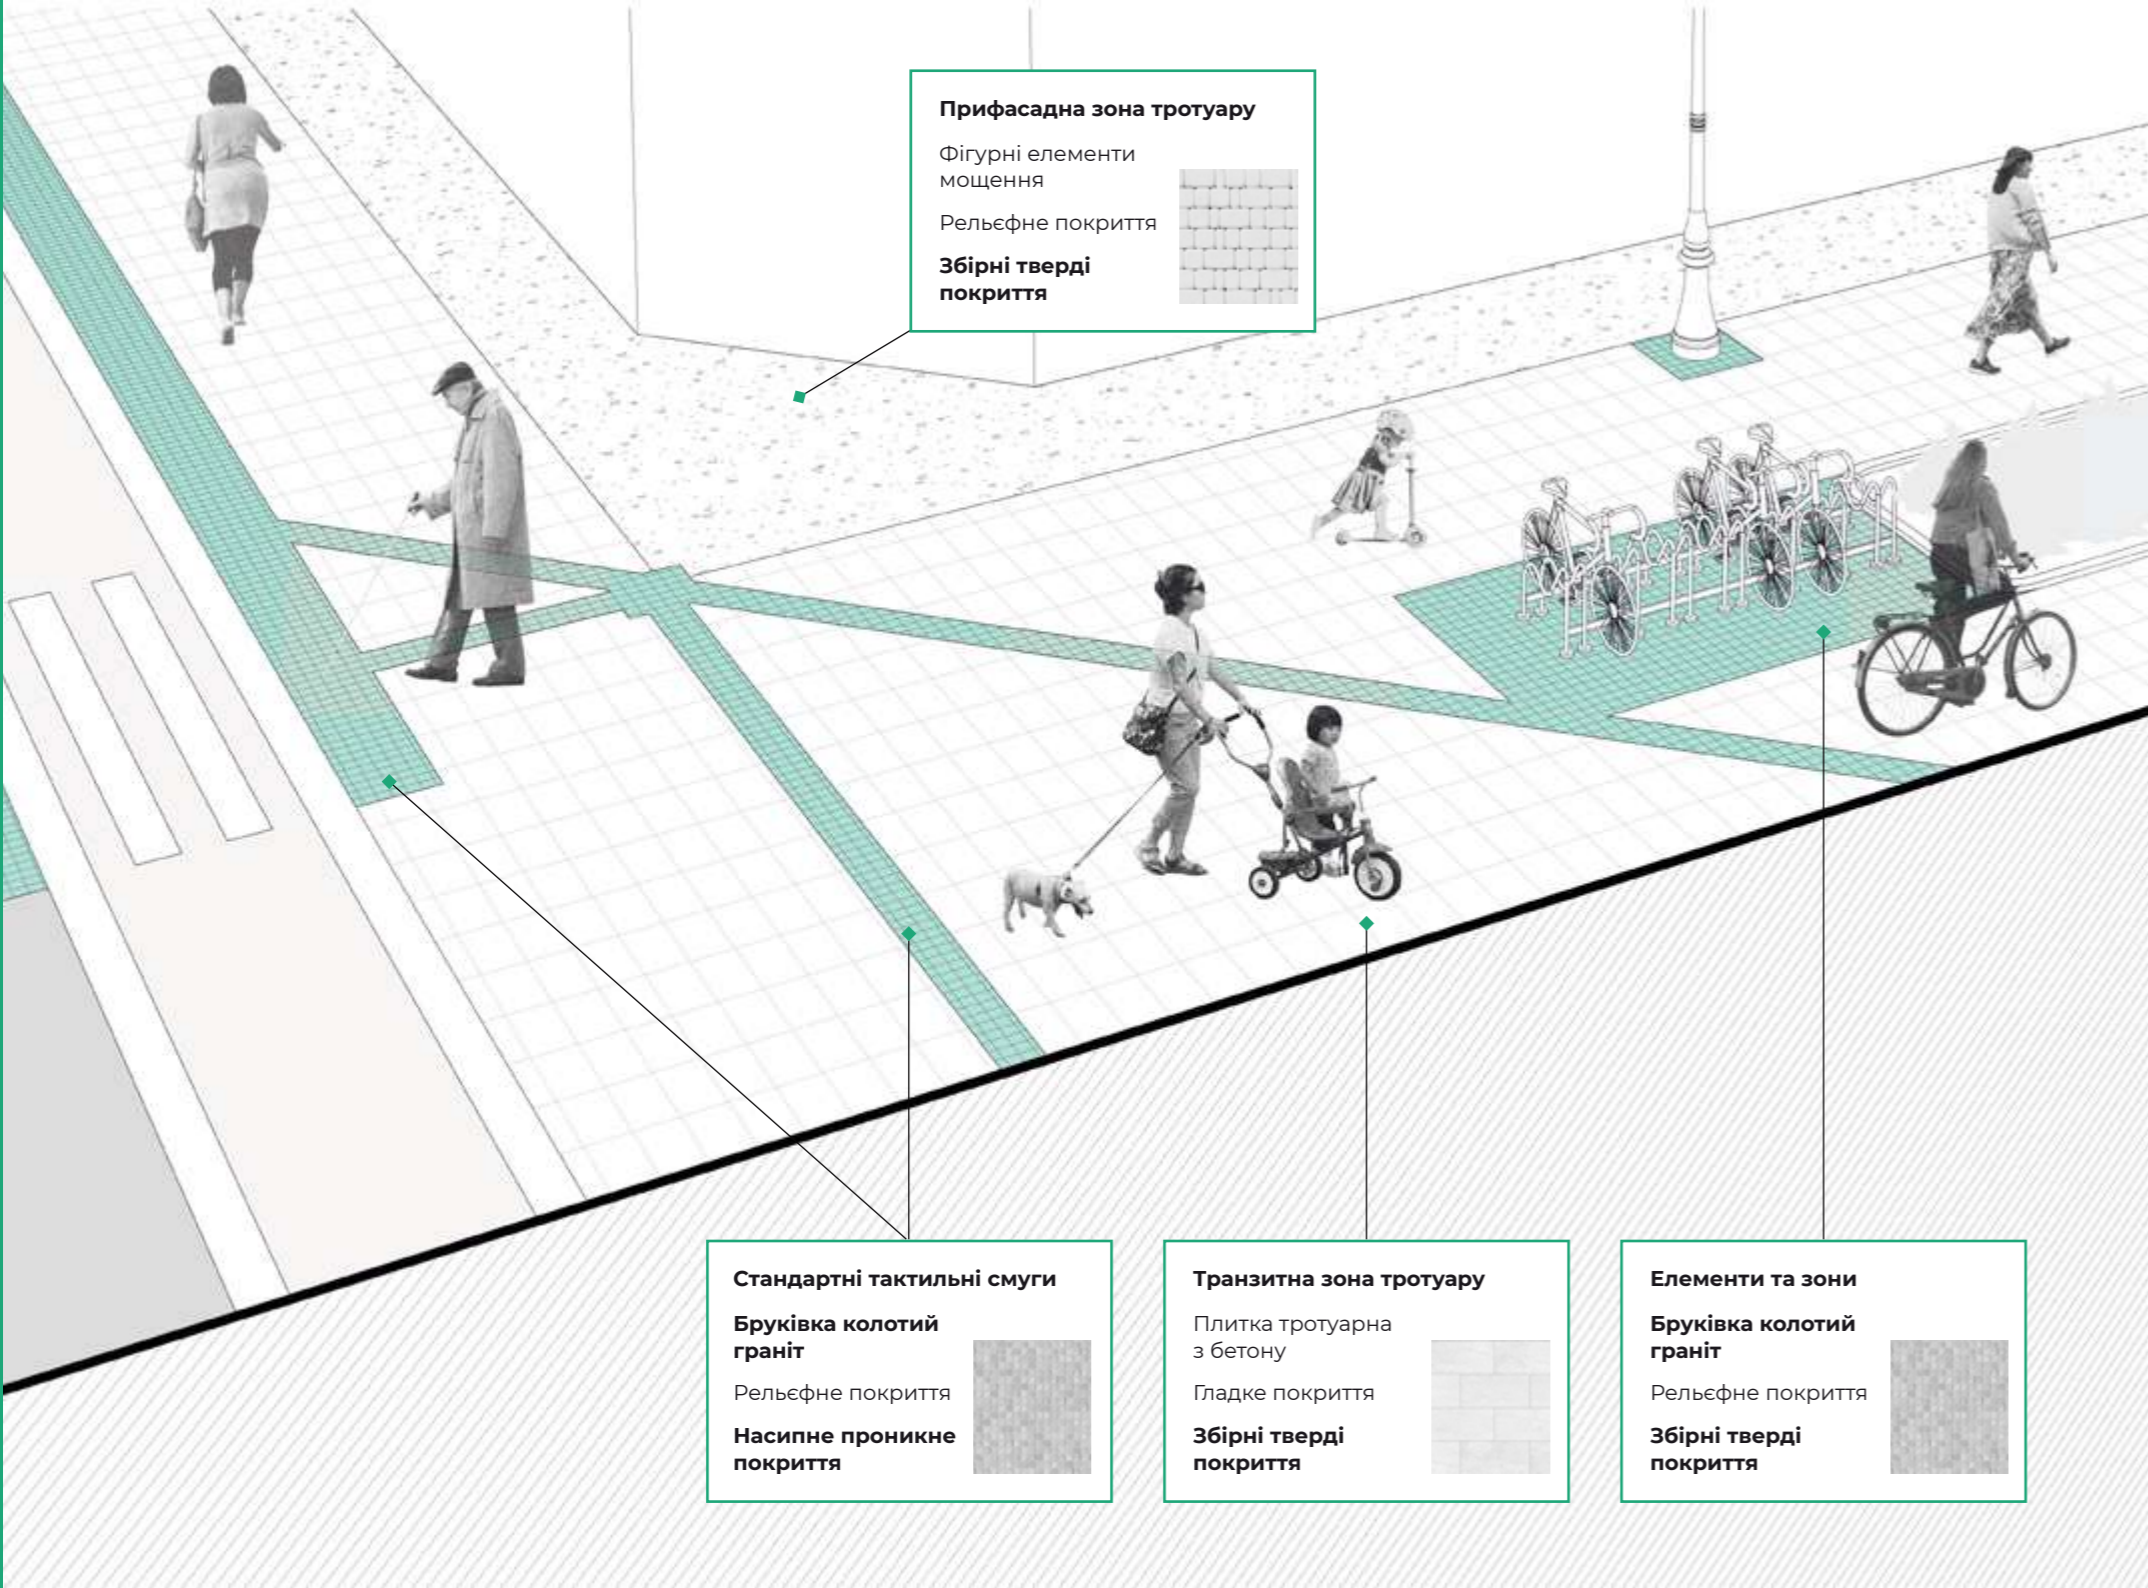 Прифасадна зона тротуару
Фігурні елементи
мощення
Рельєфне покриття
Збірні тверді
покриття
Стандартні тактильні смуги
Бруківка колотий
граніт
Рельєфне покриття
Насипне проникне
покриття
Транзитна зона тротуару
Плитка тротуарна
з бетону
Гладке покриття
Збірні тверді
покриття
Елементи та зони
Бруківка колотий
граніт
Рельєфне покриття
Збірні тверді
покриття